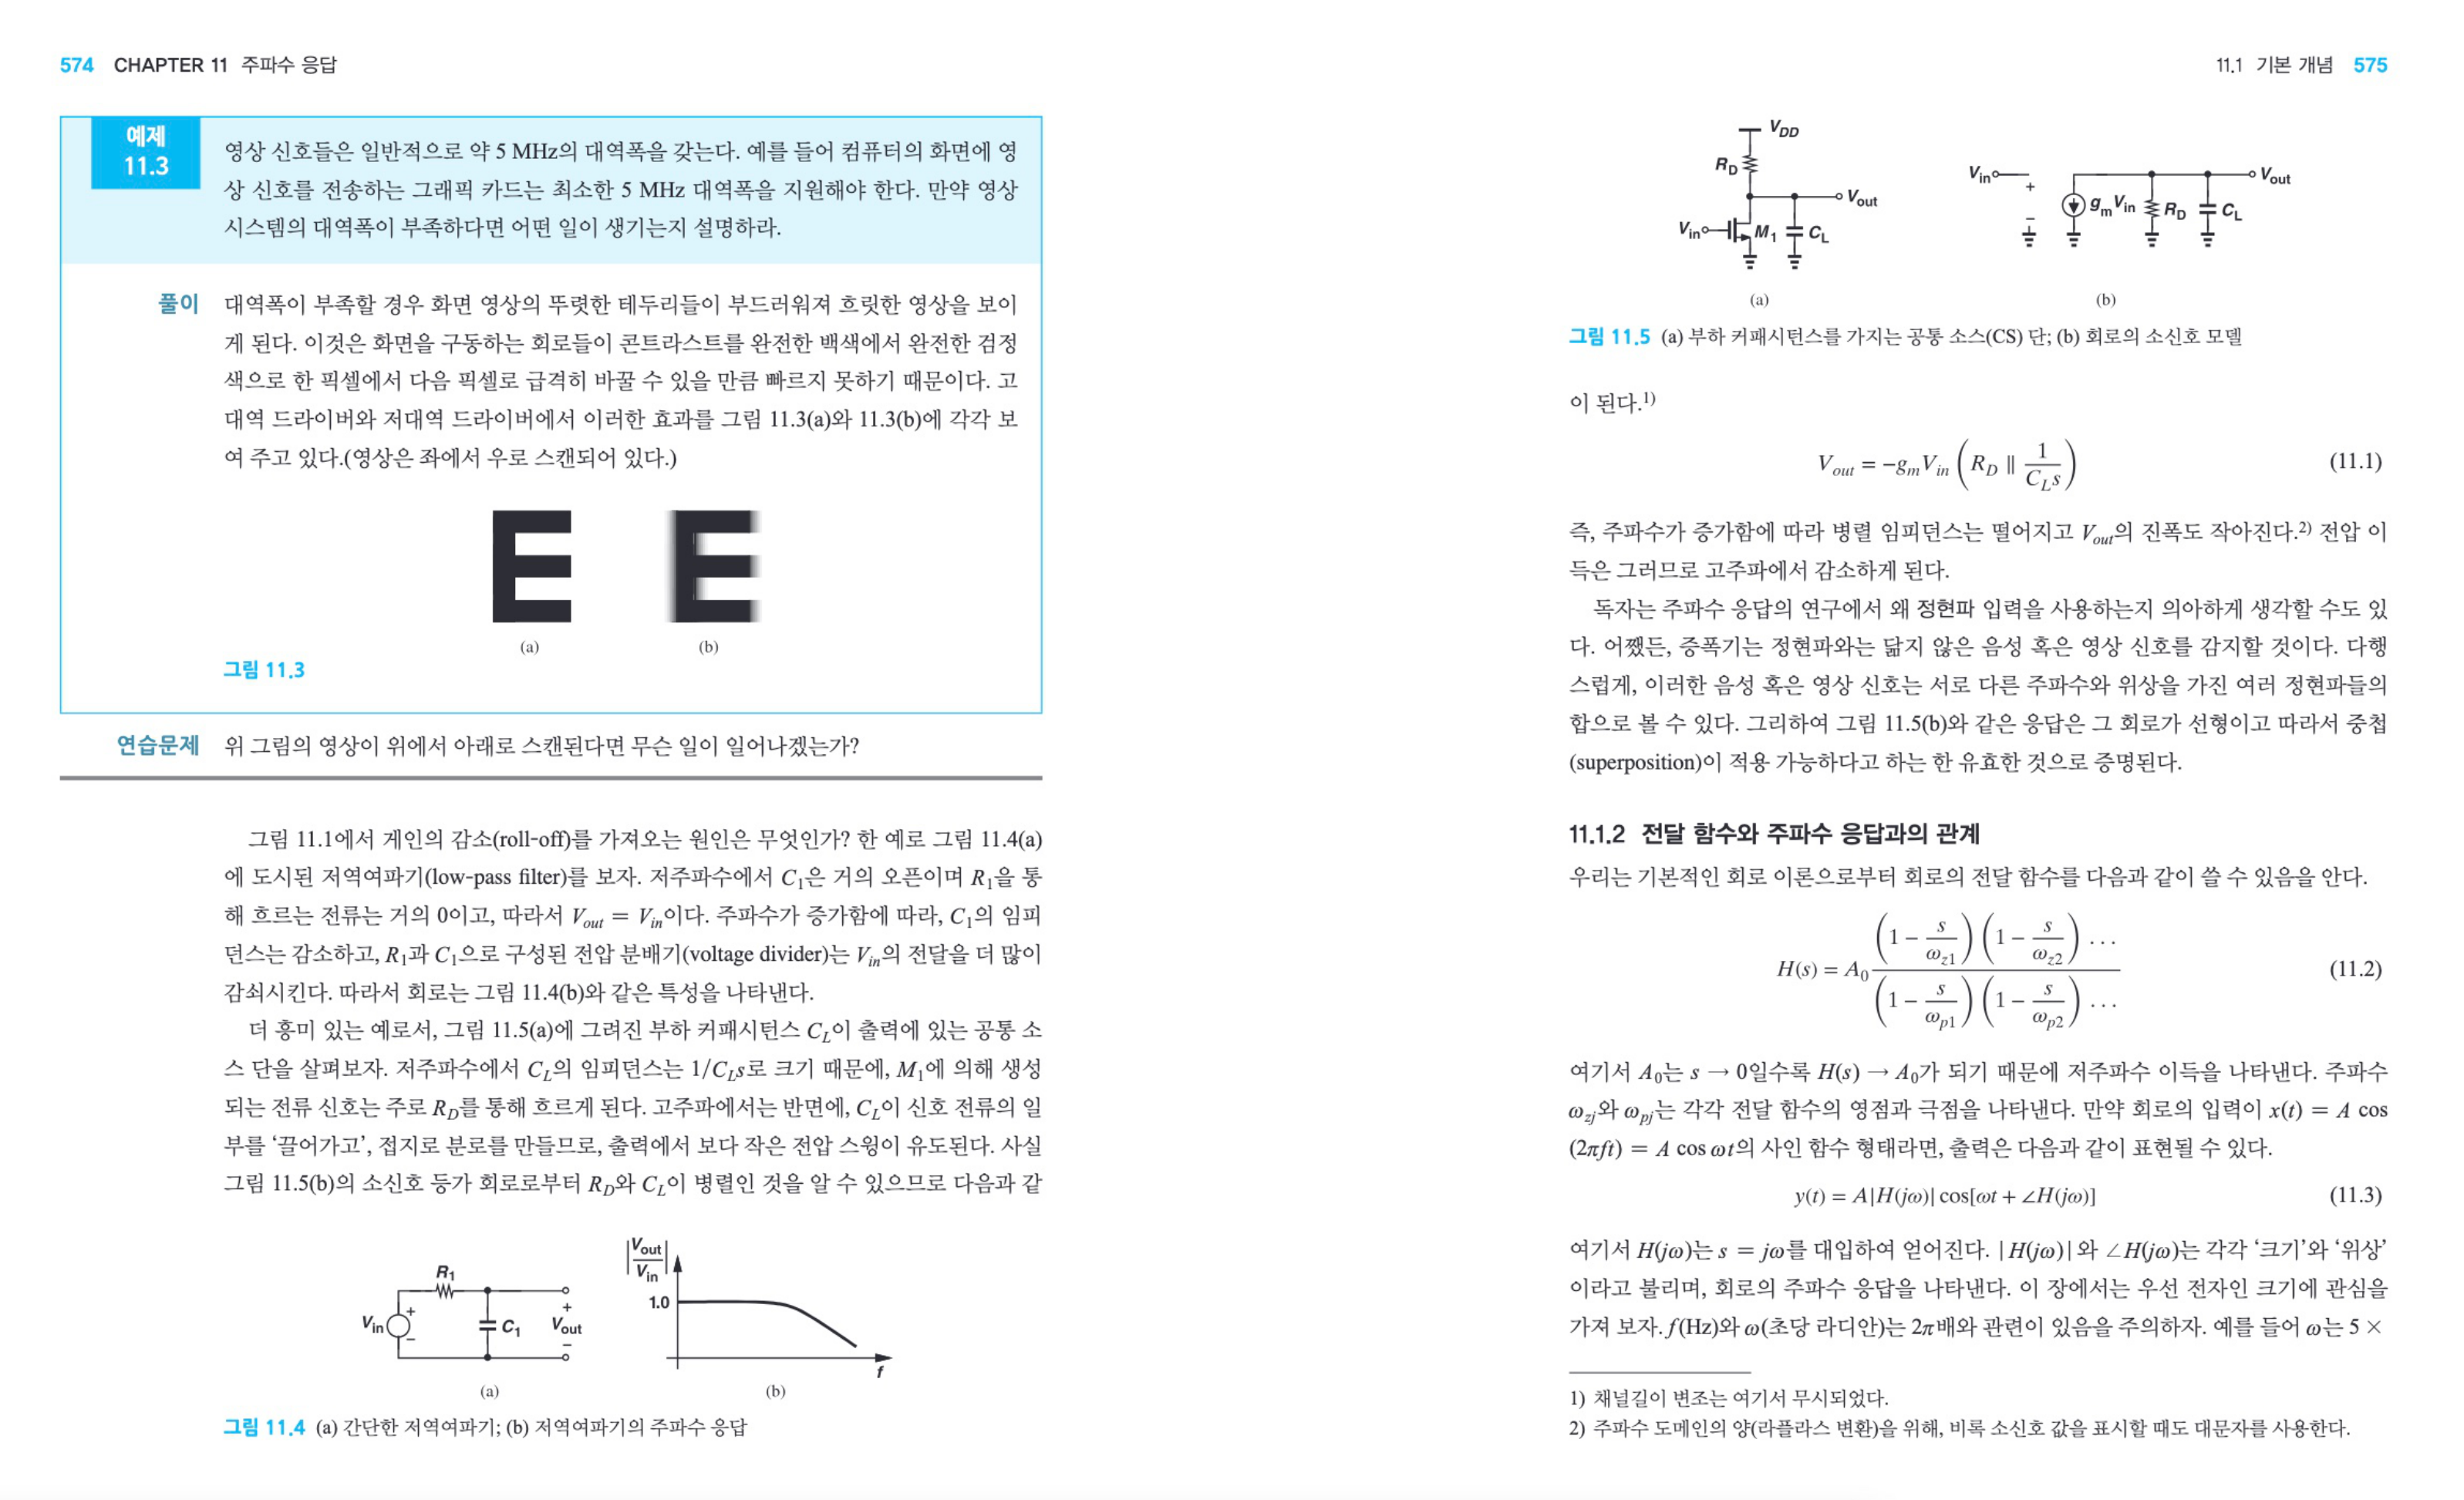 574 CHAPTER 11 주파수 응답
예제
11.3
영상 신호들은 일반적으로 약 5 MHz의 대역폭을 갖는다. 예를 들어 컴퓨터의 화면에 영
상 신호를 전송하는 그래픽 카드는 최소한 5 MHz 대역폭을 지원해야 한다. 만약 영상
시스템의 대역폭이 부족하다면 어떤 일이 생기는지 설명하라.
풀이 대역폭이 부족할 경우 화면 영상의 뚜렷한 테두리들이 부드러워져 흐릿한 영상을 보이
게 된다. 이것은 화면을 구동하는 회로들이 콘트라스트를 완전한 백색에서 완전한 검정
색으로 한 픽셀에서 다음 픽셀로 급격히 바꿀 수 있을 만큼 빠르지 못하기 때문이다. 고
대역 드라이버와 저대역 드라이버에서 이러한 효과를 그림 11.3(a)와 11.3(b)에 각각 보
여 주고 있다.(영상은 좌에서 우로 스캔되어 있다.)
E E
(a) (b)
그림 11.3
연습문제 위 그림의 영상이 위에서 아래로 스캔된다면 무슨 일이 일어나겠는가?
그림 11.1에서 게인의 감소(roll-off)를 가져오는 원인은 무엇인가? 한 예로 그림 11.4(a)
에 도시된 저역여파기(low-pass filter)를 보자. 저주파수에서 C₁은 거의 오픈이며 R₁을 통
해 흐르는 전류는 거의 0이고, 따라서 V_out = V_in이다. 주파수가 증가함에 따라, C₁의 임피
던스는 감소하고, R₁과 C₁으로 구성된 전압 분배기(voltage divider)는 V_in의 전달을 더 많이
감쇠시킨다. 따라서 회로는 그림 11.4(b)와 같은 특성을 나타낸다.
더 흥미 있는 예로서, 그림 11.5(a)에 그려진 부하 커패시턴스 C_L이 출력에 있는 공통 소
스 단을 살펴보자. 저주파수에서 C_L의 임피던스는 1/C_Ls로 크기 때문에, M₁에 의해 생성
되는 전류 신호는 주로 R_D를 통해 흐르게 된다. 고주파에서는 반면에, C_L이 신호 전류의 일
부를 ‘끌어가고’, 접지로 분로를 만들므로, 출력에서 보다 작은 전압 스윙이 유도된다. 사실
그림 11.5(b)의 소신호 등가 회로로부터 R_D와 C_L이 병렬인 것을 알 수 있으므로 다음과 같
R₁
V_in + −
C₁
+ V_out −
(a)
|V_out/V_in|
1.0
f
(b)
그림 11.4 (a) 간단한 저역여파기; (b) 저역여파기의 주파수 응답
11.1 기본 개념 575
V_DD
R_D
V_out
V_in M₁ C_L
(a)
V_in + − g_mV_in R_D C_L V_out
(b)
그림 11.5 (a) 부하 커패시턴스를 가지는 공통 소스(CS) 단; (b) 회로의 소신호 모델
이 된다.1)
V_out = −g_mV_in (R_D ∥ 1/(C_Ls)) (11.1)
즉, 주파수가 증가함에 따라 병렬 임피던스는 떨어지고 V_out의 진폭도 작아진다.2) 전압 이
득은 그러므로 고주파에서 감소하게 된다.
독자는 주파수 응답의 연구에서 왜 정현파 입력을 사용하는지 의아하게 생각할 수도 있
다. 어쨌든, 증폭기는 정현파와는 닮지 않은 음성 혹은 영상 신호를 감지할 것이다. 다행
스럽게, 이러한 음성 혹은 영상 신호는 서로 다른 주파수와 위상을 가진 여러 정현파들의
합으로 볼 수 있다. 그리하여 그림 11.5(b)와 같은 응답은 그 회로가 선형이고 따라서 중첩
(superposition)이 적용 가능하다고 하는 한 유효한 것으로 증명된다.
11.1.2 전달 함수와 주파수 응답과의 관계
우리는 기본적인 회로 이론으로부터 회로의 전달 함수를 다음과 같이 쓸 수 있음을 안다.
H(s) = A₀ (1 − s/ω_z1)(1 − s/ω_z2) ... / (1 − s/ω_p1)(1 − s/ω_p2) ... (11.2)
여기서 A₀는 s → 0일수록 H(s) → A₀가 되기 때문에 저주파수 이득을 나타낸다. 주파수
ω_zj와 ω_pj는 각각 전달 함수의 영점과 극점을 나타낸다. 만약 회로의 입력이 x(t) = A cos
(2πft) = A cos ωt의 사인 함수 형태라면, 출력은 다음과 같이 표현될 수 있다.
y(t) = A|H(jω)| cos[ωt + ∠H(jω)] (11.3)
여기서 H(jω)는 s = jω를 대입하여 얻어진다. |H(jω)|와 ∠H(jω)는 각각 ‘크기’와 ‘위상’
이라고 불리며, 회로의 주파수 응답을 나타낸다. 이 장에서는 우선 전자인 크기에 관심을
가져 보자. f(Hz)와 ω(초당 라디안)는 2π배와 관련이 있음을 주의하자. 예를 들어 ω는 5 ×
1) 채널길이 변조는 여기서 무시되었다.
2) 주파수 도메인의 양(라플라스 변환)을 위해, 비록 소신호 값을 표시할 때도 대문자를 사용한다.